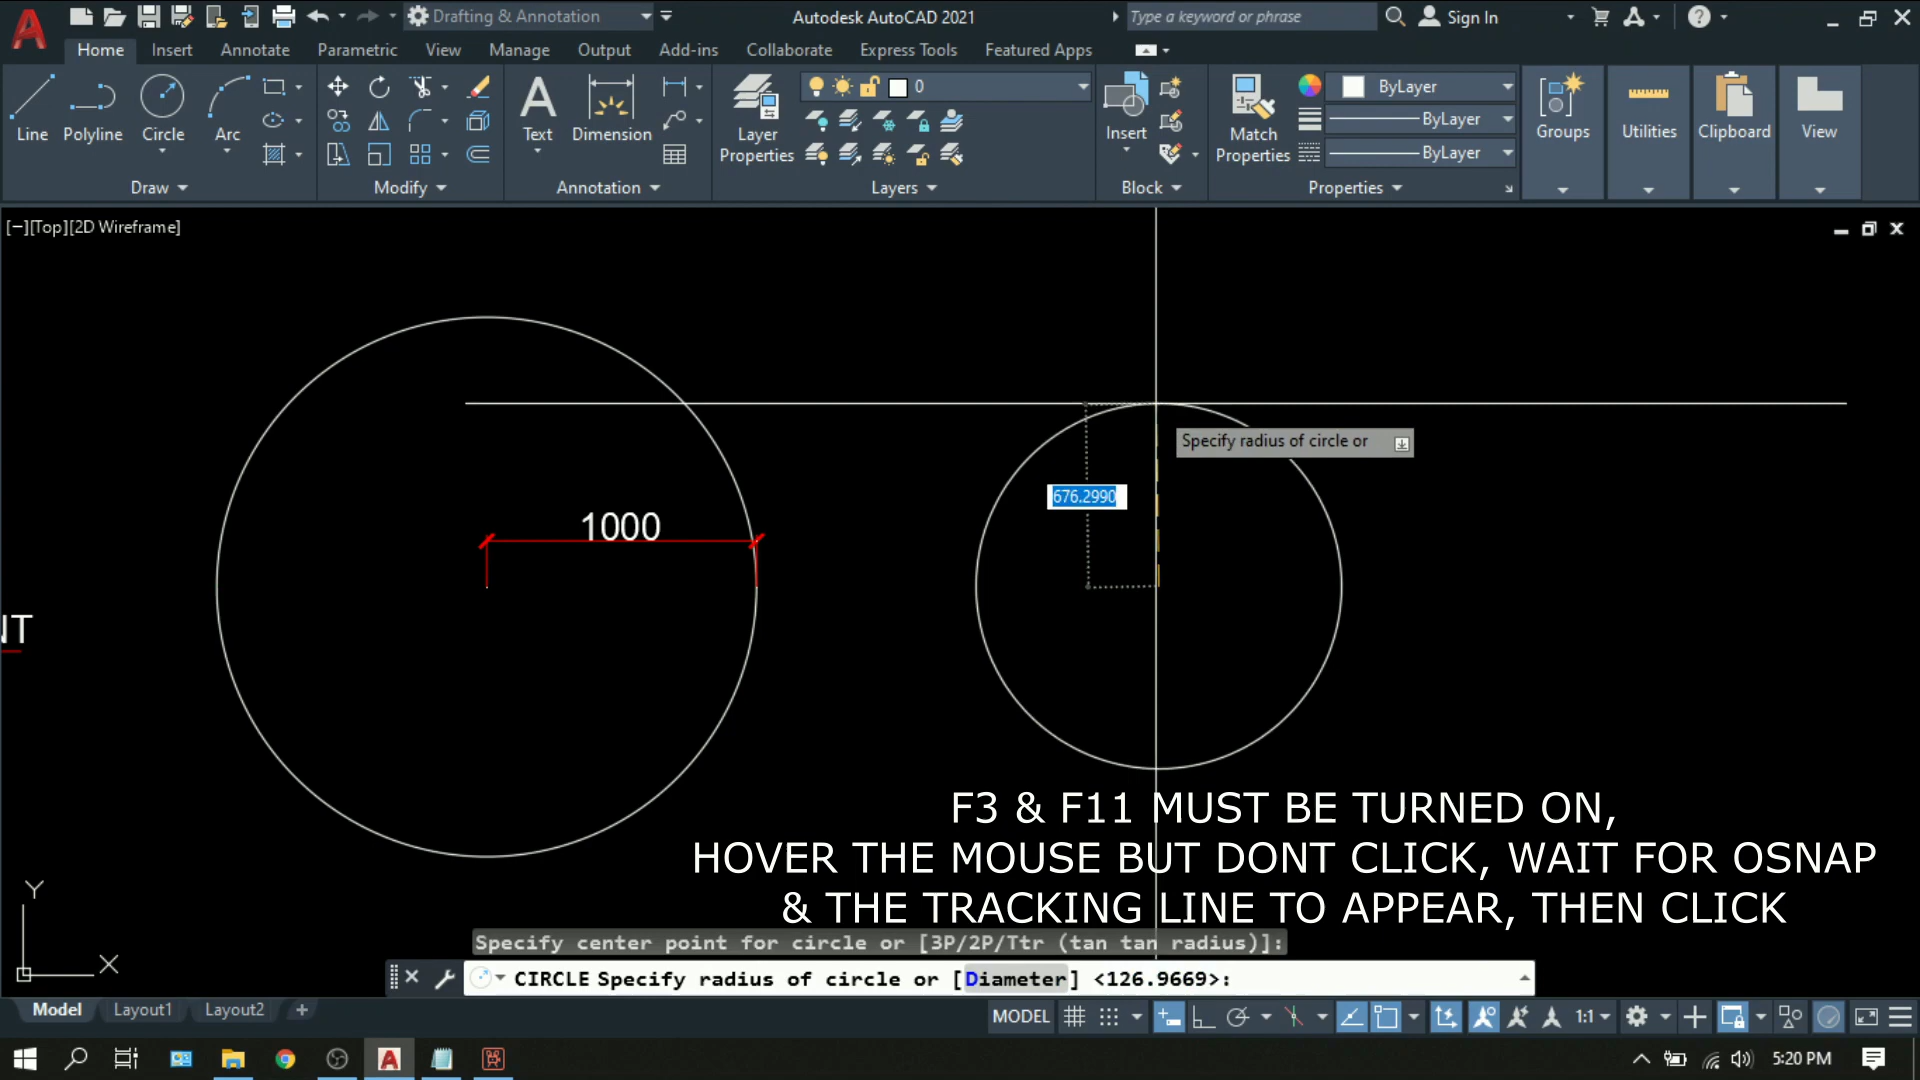 Drafting & Annotation
Autodesk AutoCAD 2021
Type a keyword or phrase
Sign In
Home
Insert
Annotate
Parametric
View
Manage
Output
Add-ins
Collaborate
Express Tools
Featured Apps
Line
Polyline
Circle
Arc
Draw
Modify
Text
Dimension
Annotation
Layer
Properties
0
Layers
Insert
Block
Match
Properties
ByLayer
ByLayer
ByLayer
Properties
Groups
Utilities
Clipboard
View
[−][Top][2D Wireframe]
Specify radius of circle or
676.2990
1000
NT
F3 & F11 MUST BE TURNED ON,
HOVER THE MOUSE BUT DONT CLICK, WAIT FOR OSNAP
& THE TRACKING LINE TO APPEAR, THEN CLICK
Y
X
Specify center point for circle or [3P/2P/Ttr (tan tan radius)]:
CIRCLE Specify radius of circle or [Diameter] <126.9669>:
Model
Layout1
Layout2
MODEL
1:1
5:20 PM